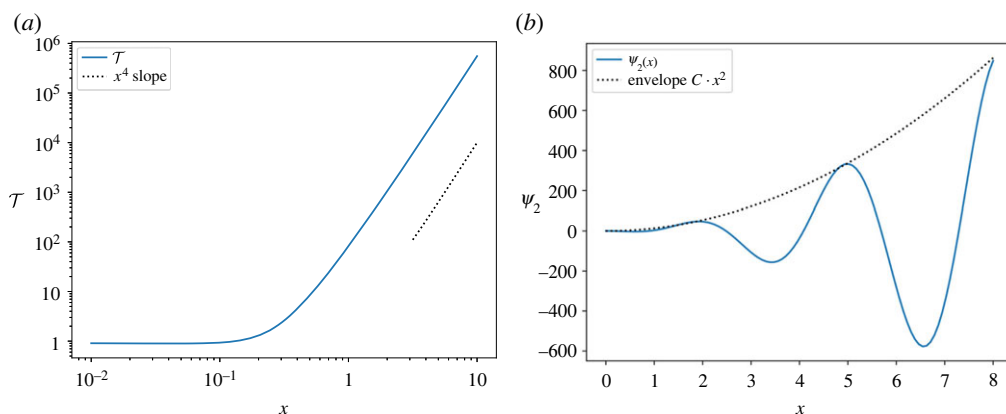 (a)
10⁶
10⁵
10⁴
10³
10²
10
1
𝒯
10⁻²
10⁻¹
1
10
x
𝒯
x⁴ slope
(b)
800
600
400
200
0
−200
−400
−600
ψ₂
0 1 2 3 4 5 6 7 8
x
ψ₂(x)
envelope C · x²